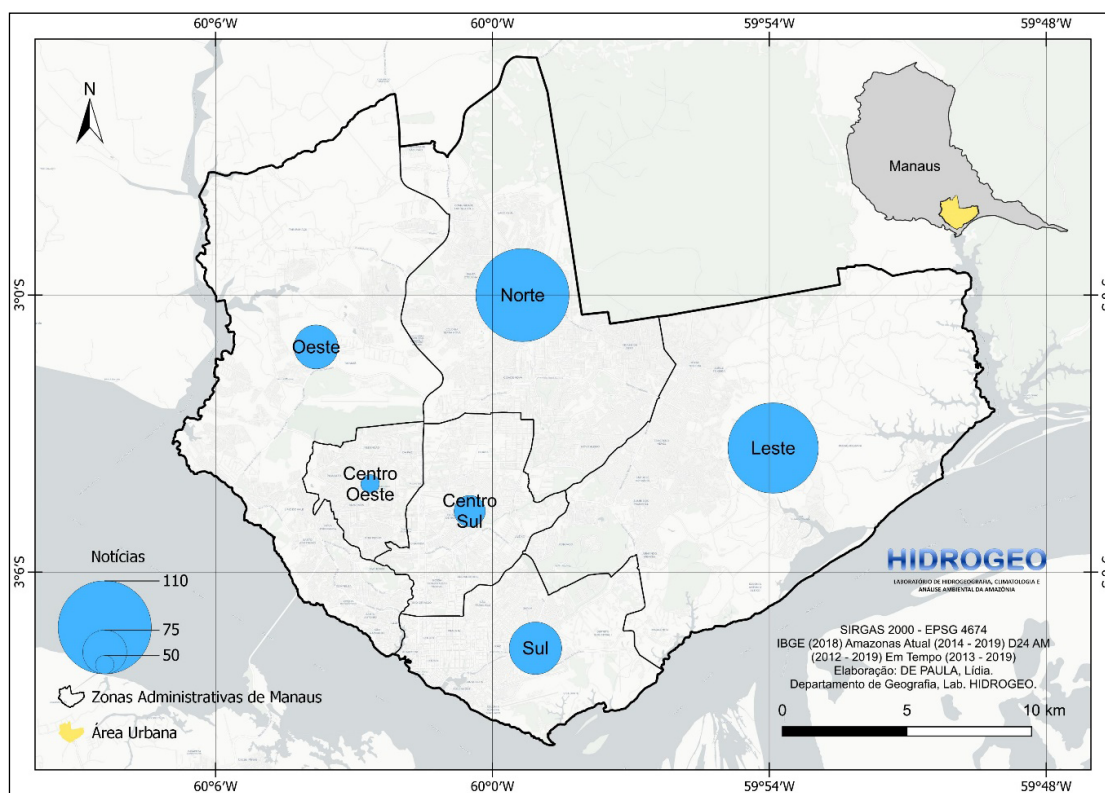 60°6'W
60°0'W
59°54'W
59°48'W
N
Manaus
3°0'S
3°0'S
Norte
Oeste
Leste
Centro
Oeste
Centro
Sul
Sul
3°6'S
3°6'S
Notícias
110
75
50
Zonas Administrativas de Manaus
Área Urbana
HIDROGEO
LABORATÓRIO DE HIDROGEOGRAFIA, CLIMATOLOGIA E
ANÁLISE AMBIENTAL DA AMAZÔNIA
SIRGAS 2000 - EPSG 4674
IBGE (2018) Amazonas Atual (2014 - 2019) D24 AM
(2012 - 2019) Em Tempo (2013 - 2019)
Elaboração: DE PAULA, Lídia.
Departamento de Geografia, Lab. HIDROGEO.
0
5
10 km
60°6'W
60°0'W
59°54'W
59°48'W